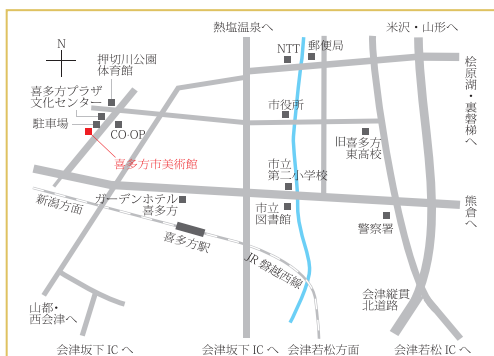 熱塩温泉へ
米沢・山形へ
N
NTT
郵便局
押切川公園
体育館
桧原湖・裏磐梯へ
喜多方プラザ
文化センター
市役所
駐車場
CO-OP
旧喜多方
東高校
喜多方市美術館
市立
第二小学校
新潟方面
ガーデンホテル
喜多方
市立
図書館
熊倉へ
警察署
喜多方駅
JR磐越西線
山都・
西会津へ
会津縦貫
北道路
会津坂下ICへ
会津坂下ICへ
会津若松方面
会津若松ICへ